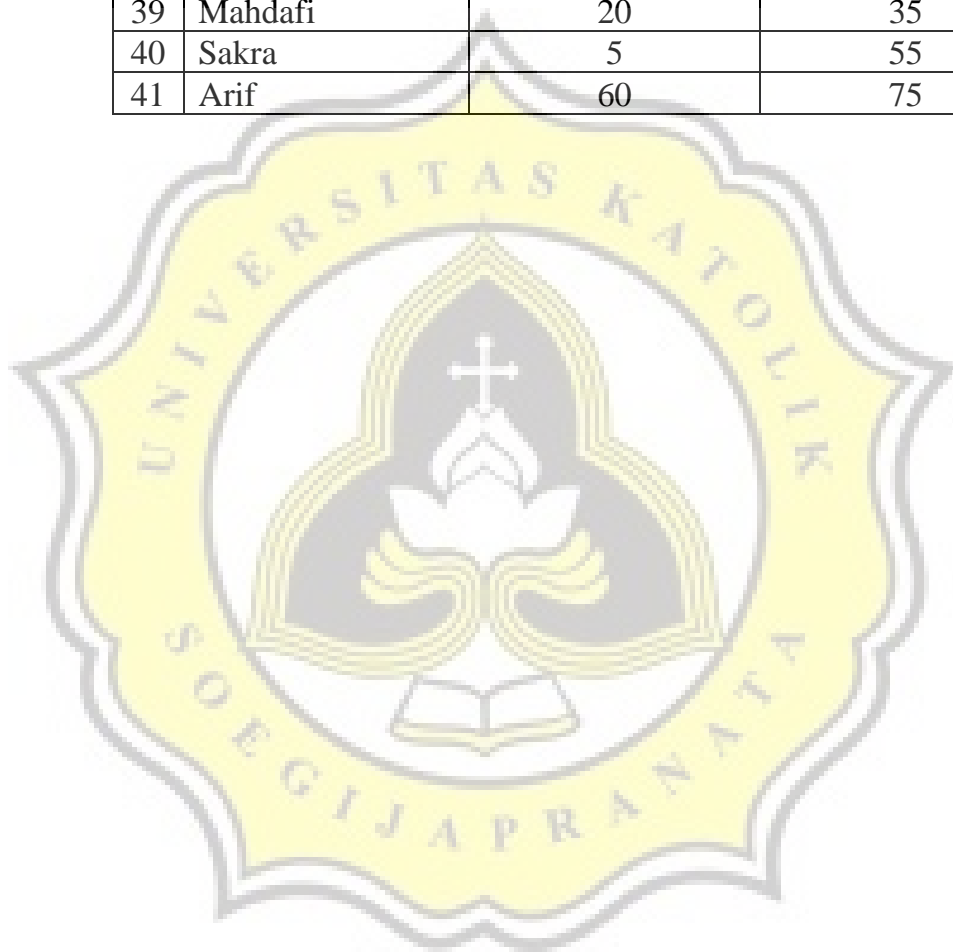 39 Mahdafi 20 35
40 Sakra 5 55
41 Arif 60 75
UNIVERSITAS KATOLIK
SOEGIJAPRANATA